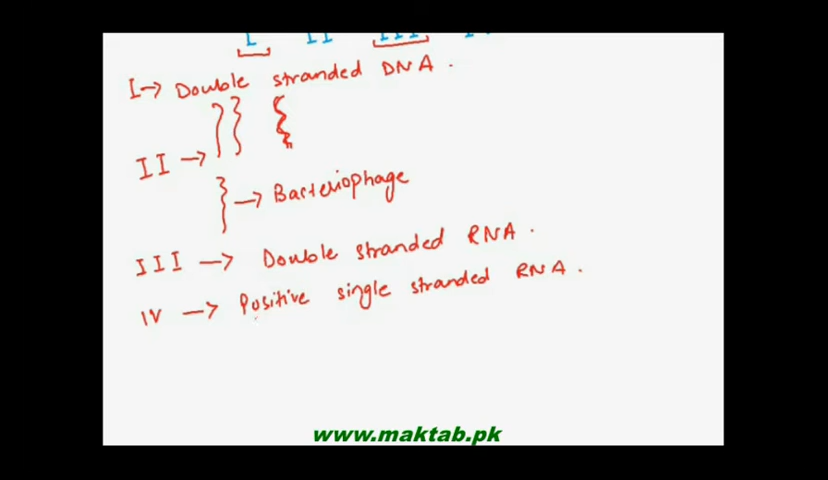 I II III
I → Double stranded DNA .
II →
→ Bacteriophage
III → Double stranded RNA .
IV → Positive single stranded RNA .
www.maktab.pk